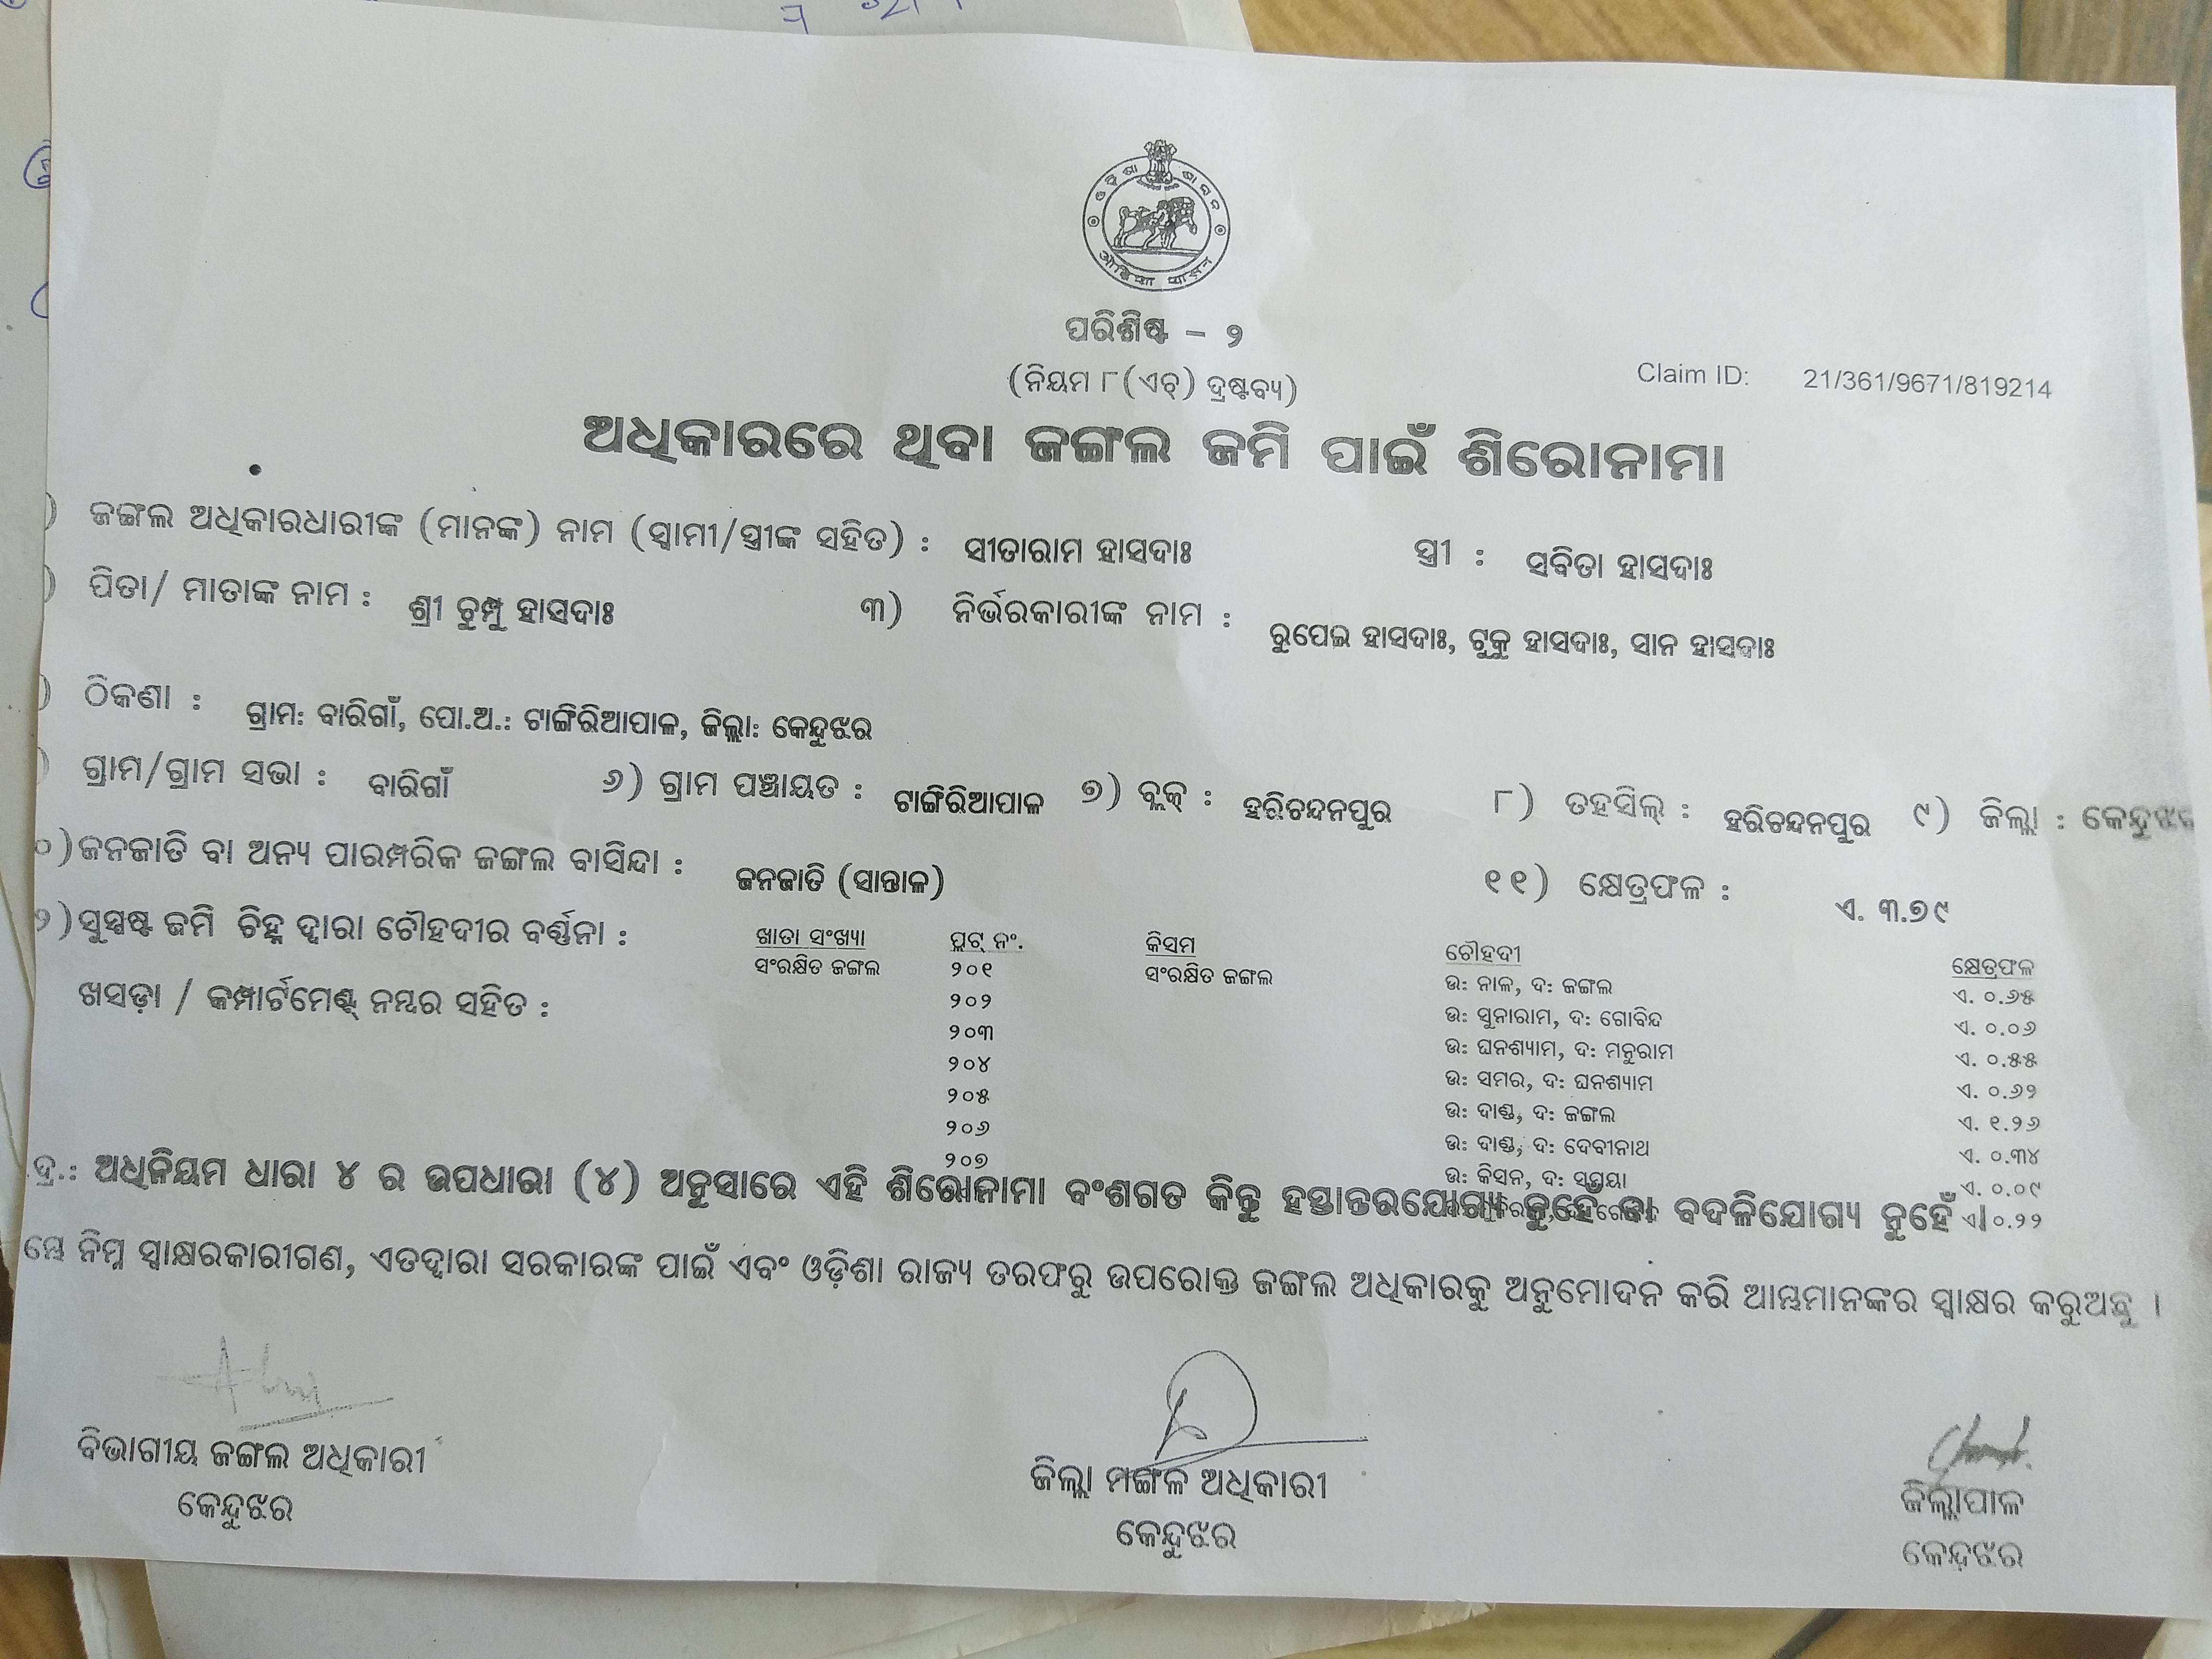 ଓଡ଼ିଶା ଶାସନ
ओड़िशा शासन
ପରିଶିଷ୍ଟ – ୨
(ନିୟମ ୮(ଏଚ୍) ଦ୍ରଷ୍ଟବ୍ୟ)
Claim ID: 21/361/9671/819214
ଅଧିକାରରେ ଥିବା ଜଙ୍ଗଲ ଜମି ପାଇଁ ଶିରୋନାମା
) ଜଙ୍ଗଲ ଅଧିକାରଧାରୀଙ୍କ (ମାନଙ୍କ) ନାମ (ସ୍ୱାମୀ/ସ୍ତ୍ରୀଙ୍କ ସହିତ) : ସୀତାରାମ ହାସଦାଃ ସ୍ତ୍ରୀ : ସବିତା ହାସଦାଃ
) ପିତା/ ମାତାଙ୍କ ନାମ : ଶ୍ରୀ ଚୁମ୍ପୁ ହାସଦାଃ ୩) ନିର୍ଭରକାରୀଙ୍କ ନାମ : ରୁପେଇ ହାସଦାଃ, ଟୁକୁ ହାସଦାଃ, ସାନ ହାସଦାଃ
) ଠିକଣା : ଗ୍ରାମ: ବାରିଗାଁ, ପୋ.ଅ.: ଟାଙ୍ଗିରିଆପାଳ, ଜିଲ୍ଲା: କେନ୍ଦୁଝର
) ଗ୍ରାମ/ଗ୍ରାମ ସଭା : ବାରିଗାଁ ୬) ଗ୍ରାମ ପଞ୍ଚାୟତ : ଟାଙ୍ଗିରିଆପାଳ ୭) ବ୍ଲକ୍ : ହରିଚନ୍ଦନପୁର ୮) ତହସିଲ୍ : ହରିଚନ୍ଦନପୁର ୯) ଜିଲ୍ଲା : କେନ୍ଦୁଝର
୦) ଜନଜାତି ବା ଅନ୍ୟ ପାରମ୍ପରିକ ଜଙ୍ଗଲ ବାସିନ୍ଦା : ଜନଜାତି (ସାନ୍ତାଳ) ୧୧) କ୍ଷେତ୍ରଫଳ : ଏ. ୩.୭୯
୨) ସୁସ୍ପଷ୍ଟ ଜମି ଚିହ୍ନ ଦ୍ୱାରା ଚୌହଦୀର ବର୍ଣ୍ଣନା :
ଖସଡ଼ା / କମ୍ପାର୍ଟମେଣ୍ଟ୍ ନମ୍ବର ସହିତ :
ଖାତା ସଂଖ୍ୟା ପ୍ଲଟ୍ ନଂ. କିସମ ଚୌହଦୀ କ୍ଷେତ୍ରଫଳ
ସଂରକ୍ଷିତ ଜଙ୍ଗଲ ୨୦୧ ସଂରକ୍ଷିତ ଜଙ୍ଗଲ ଉ: ନାଳ, ଦ: ଜଙ୍ଗଲ ଏ. ୦.୬୫
୨୦୨ ଉ: ସୁନାରାମ, ଦ: ଗୋବିନ୍ଦ ଏ. ୦.୦୬
୨୦୩ ଉ: ଘନଶ୍ୟାମ, ଦ: ମନୁରାମ ଏ. ୦.୫୫
୨୦୪ ଉ: ସମର, ଦ: ଘନଶ୍ୟାମ ଏ. ୦.୬୨
୨୦୫ ଉ: ଦାଣ୍ଡ, ଦ: ଜଙ୍ଗଲ ଏ. ୧.୨୬
୨୦୬ ଉ: ଦାଣ୍ଡ, ଦ: ଦେବୀନାଥ ଏ. ୦.୩୪
୨୦୭ ଉ: କିସନ, ଦ: ଏ. ୦.୦୯
ଏ. ୦.୨୨
ଦ୍ର.: ଅଧିନିୟମ ଧାରା ୪ ର ଉପଧାରା (୪) ଅନୁସାରେ ଏହି ଶିରୋନାମା ବଂଶଗତ କିନ୍ତୁ ହସ୍ତାନ୍ତରଯୋଗ୍ୟ ନୁହେଁ ବା ବଦଳିଯୋଗ୍ୟ ନୁହେଁ ।
ନିମ୍ନ ସ୍ୱାକ୍ଷରକାରୀଗଣ, ଏତଦ୍ୱାରା ସରକାରଙ୍କ ପାଇଁ ଏବଂ ଓଡ଼ିଶା ରାଜ୍ୟ ତରଫରୁ ଉପରୋକ୍ତ ଜଙ୍ଗଲ ଅଧିକାରକୁ ଅନୁମୋଦନ କରି ଆମ୍ଭମାନଙ୍କର ସ୍ୱାକ୍ଷର କରୁଅଛୁ ।
ବିଭାଗୀୟ ଜଙ୍ଗଲ ଅଧିକାରୀ
କେନ୍ଦୁଝର
ଜିଲ୍ଲା ମଙ୍ଗଳ ଅଧିକାରୀ
କେନ୍ଦୁଝର
ଜିଲ୍ଲାପାଳ
କେନ୍ଦୁଝର